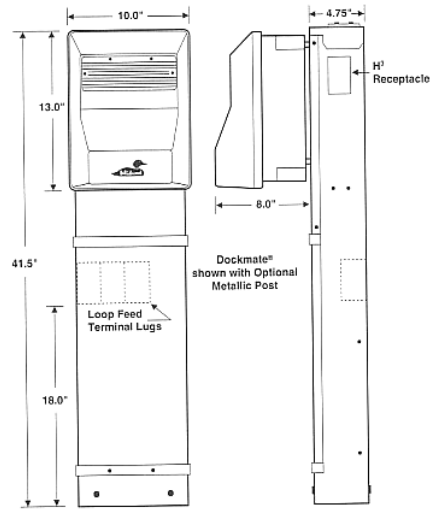 10.0"
4.75"
H³
Receptacle
13.0"
8.0"
41.5"
Dockmate®
shown with Optional
Metallic Post
Loop Feed
Terminal Lugs
18.0"